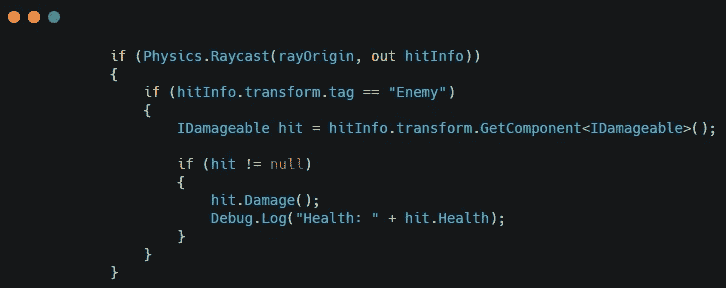 if (Physics.Raycast(rayOrigin, out hitInfo))
{
if (hitInfo.transform.tag == "Enemy")
{
IDamageable hit = hitInfo.transform.GetComponent<IDamageable>();
if (hit != null)
{
hit.Damage();
Debug.Log("Health: " + hit.Health);
}
}
}